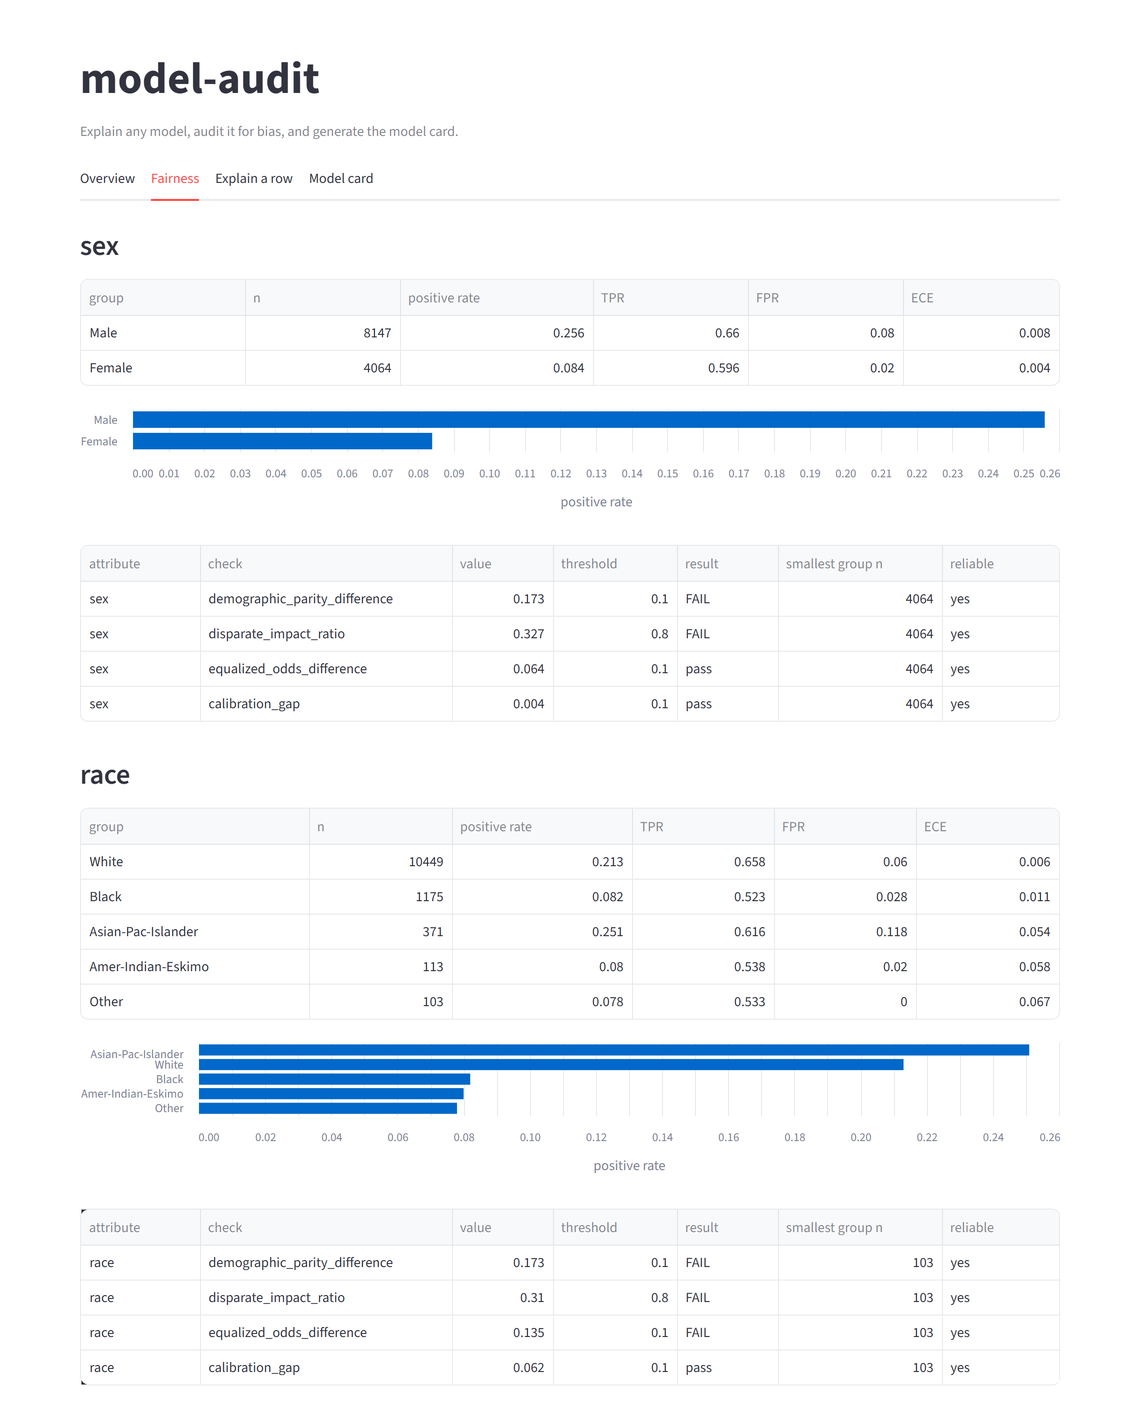 model-audit
Explain any model, audit it for bias, and generate the model card.
Overview Fairness Explain a row Model card
sex
group n positive rate TPR FPR ECE
Male 8147 0.256 0.66 0.08 0.008
Female 4064 0.084 0.596 0.02 0.004
Male
Female
0.00 0.01 0.02 0.03 0.04 0.05 0.06 0.07 0.08 0.09 0.10 0.11 0.12 0.13 0.14 0.15 0.16 0.17 0.18 0.19 0.20 0.21 0.22 0.23 0.24 0.25 0.26
positive rate
attribute check value threshold result smallest group n reliable
sex demographic_parity_difference 0.173 0.1 FAIL 4064 yes
sex disparate_impact_ratio 0.327 0.8 FAIL 4064 yes
sex equalized_odds_difference 0.064 0.1 pass 4064 yes
sex calibration_gap 0.004 0.1 pass 4064 yes
race
group n positive rate TPR FPR ECE
White 10449 0.213 0.658 0.06 0.006
Black 1175 0.082 0.523 0.028 0.011
Asian-Pac-Islander 371 0.251 0.616 0.118 0.054
Amer-Indian-Eskimo 113 0.08 0.538 0.02 0.058
Other 103 0.078 0.533 0 0.067
Asian-Pac-Islander
White
Black
Amer-Indian-Eskimo
Other
0.00 0.02 0.04 0.06 0.08 0.10 0.12 0.14 0.16 0.18 0.20 0.22 0.24 0.26
positive rate
attribute check value threshold result smallest group n reliable
race demographic_parity_difference 0.173 0.1 FAIL 103 yes
race disparate_impact_ratio 0.31 0.8 FAIL 103 yes
race equalized_odds_difference 0.135 0.1 FAIL 103 yes
race calibration_gap 0.062 0.1 pass 103 yes